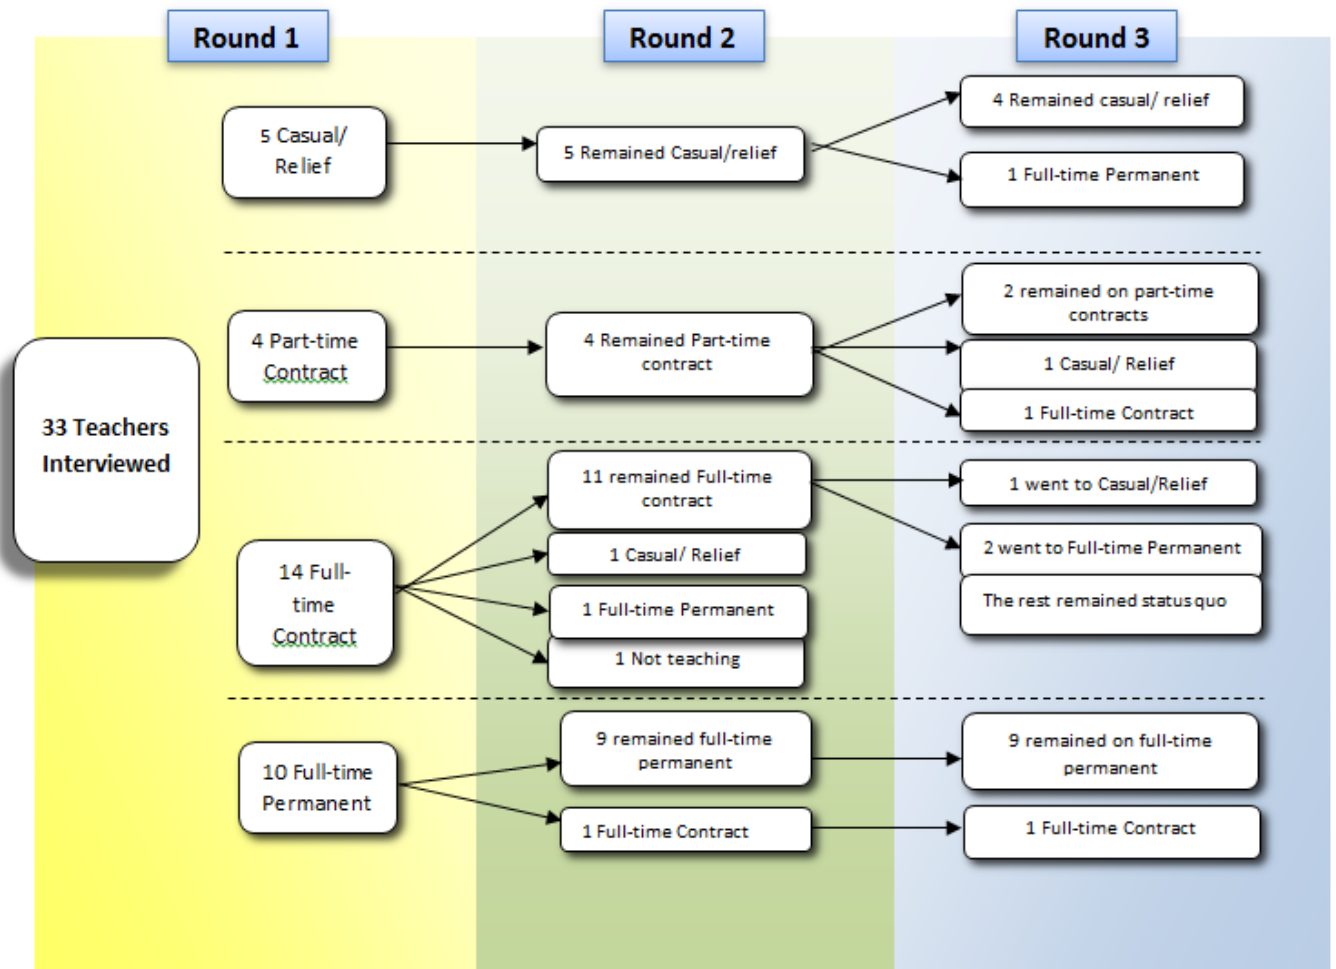 Round 1
Round 2
Round 3
33 Teachers
Interviewed
5 Casual/
Relief
5 Remained Casual/relief
4 Remained casual/ relief
1 Full-time Permanent
4 Part-time
Contract
4 Remained Part-time
contract
2 remained on part-time
contracts
1 Casual/ Relief
1 Full-time Contract
14 Full-
time
Contract
11 remained Full-time
contract
1 Casual/ Relief
1 Full-time Permanent
1 Not teaching
1 went to Casual/Relief
2 went to Full-time Permanent
The rest remained status quo
10 Full-time
Permanent
9 remained full-time
permanent
1 Full-time Contract
9 remained on full-time
permanent
1 Full-time Contract